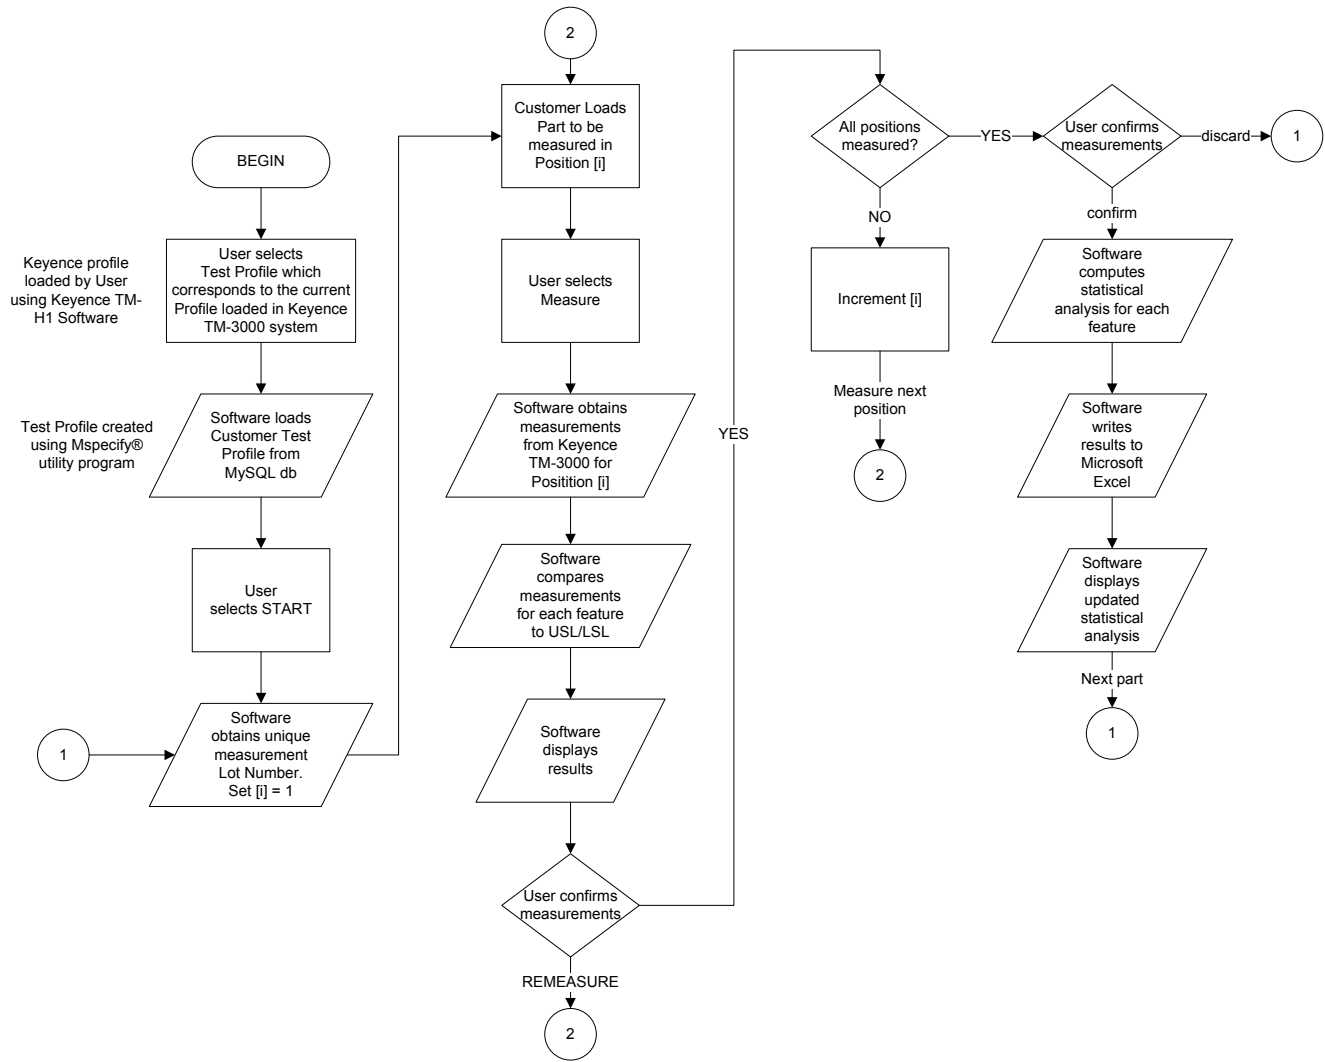 BEGIN
Keyence profile
loaded by User
using Keyence TM-
H1 Software
User selects
Test Profile which
corresponds to the current
Profile loaded in Keyence
TM-3000 system
Test Profile created
using Mspecify®
utility program
Software loads
Customer Test
Profile from
MySQL db
User
selects START
1
Software
obtains unique
measurement
Lot Number.
Set [i] = 1
2
Customer Loads
Part to be
measured in
Position [i]
User selects
Measure
Software obtains
measurements
from Keyence
TM-3000 for
Positition [i]
Software
compares
measurements
for each feature
to USL/LSL
Software
displays
results
User confirms
measurements
REMEASURE
2
YES
All positions
measured?
NO
Increment [i]
Measure next
position
2
YES
User confirms
measurements
discard
1
confirm
Software
computes
statistical
analysis for each
feature
Software
writes
results to
Microsoft
Excel
Software
displays
updated
statistical
analysis
Next part
1